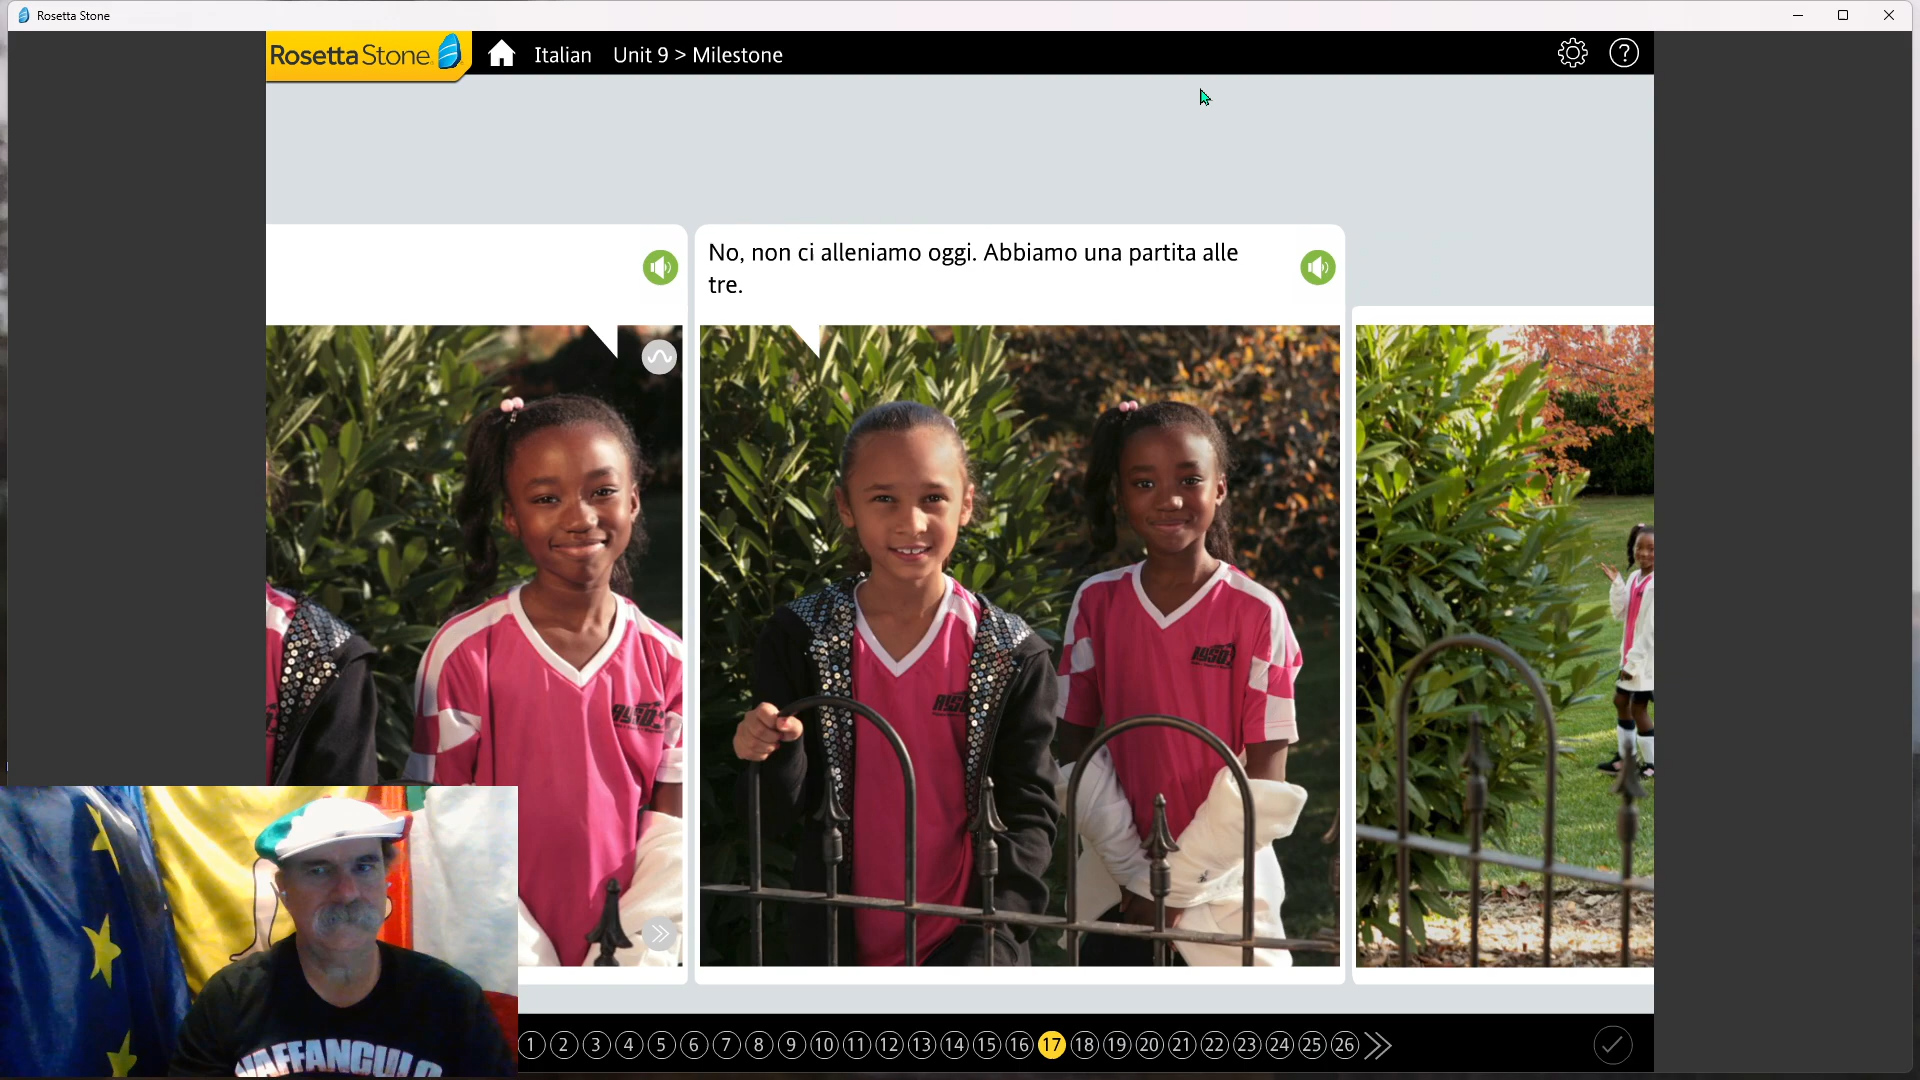 Rosetta Stone
RosettaStone
Italian Unit 9 > Milestone
No, non ci alleniamo oggi. Abbiamo una partita alle
tre.
1 2 3 4 5 6 7 8 9 10 11 12 13 14 15 16 17 18 19 20 21 22 23 24 25 26